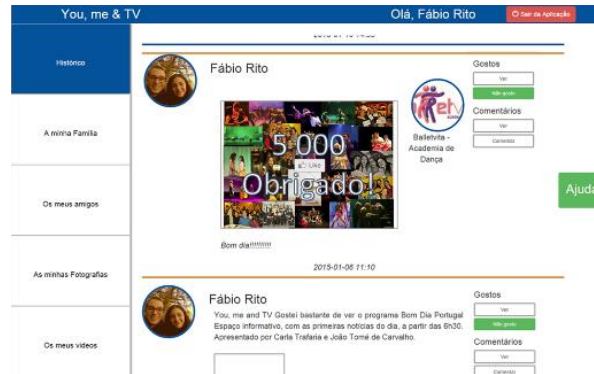 You, me & TV
Olá, Fábio Rito
Sair da Aplicação
Histórico
A minha Família
Os meus amigos
As minhas Fotografias
Os meus vídeos
Fábio Rito
5.000
Like
Obrigado!
Bom dia!!!!!!!!!!
Balletvita -
Academia de
Dança
Gostos
Ver
Não gosto
Comentários
Ver
Comentar
Ajuda
2015-01-06 11:10
Fábio Rito
You, me and TV Gostei bastante de ver o programa Bom Dia Portugal
Espaço informativo, com as primeiras notícias do dia, a partir das 6h30.
Apresentado por Carla Trafaria e João Tomé de Carvalho.
Gostos
Ver
Não gosto
Comentários
Ver
Comentar